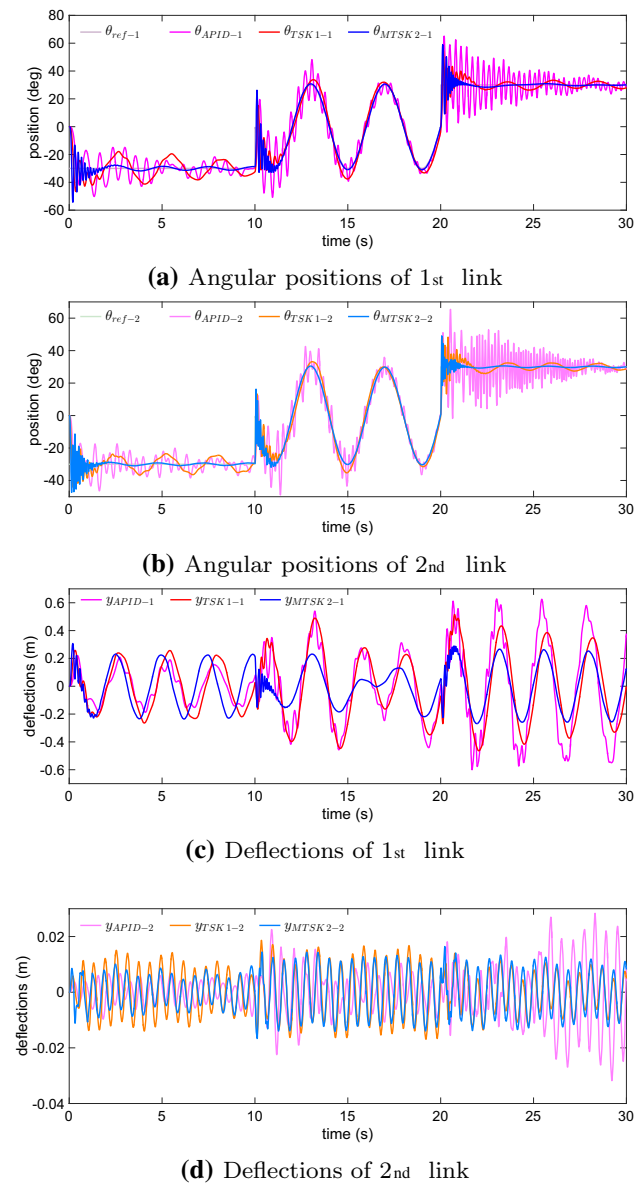 θref−1 θAPID−1 θTSK1−1 θMTSK2−1
position (deg)
80
60
40
20
0
-20
-40
-60
0 5 10 15 20 25 30
time (s)
(a) Angular positions of 1st link
θref−2 θAPID−2 θTSK1−2 θMTSK2−2
position (deg)
80
40
0
-40
0 5 10 15 20 25 30
time (s)
(b) Angular positions of 2nd link
yAPID−1 yTSK1−1 yMTSK2−1
deflections (m)
0.6
0.4
0.2
0
-0.2
-0.4
-0.6
0 5 10 15 20 25 30
time (s)
(c) Deflections of 1st link
yAPID−2 yTSK1−2 yMTSK2−2
deflections (m)
0.02
0
-0.02
-0.04
0 5 10 15 20 25 30
time (s)
(d) Deflections of 2nd link